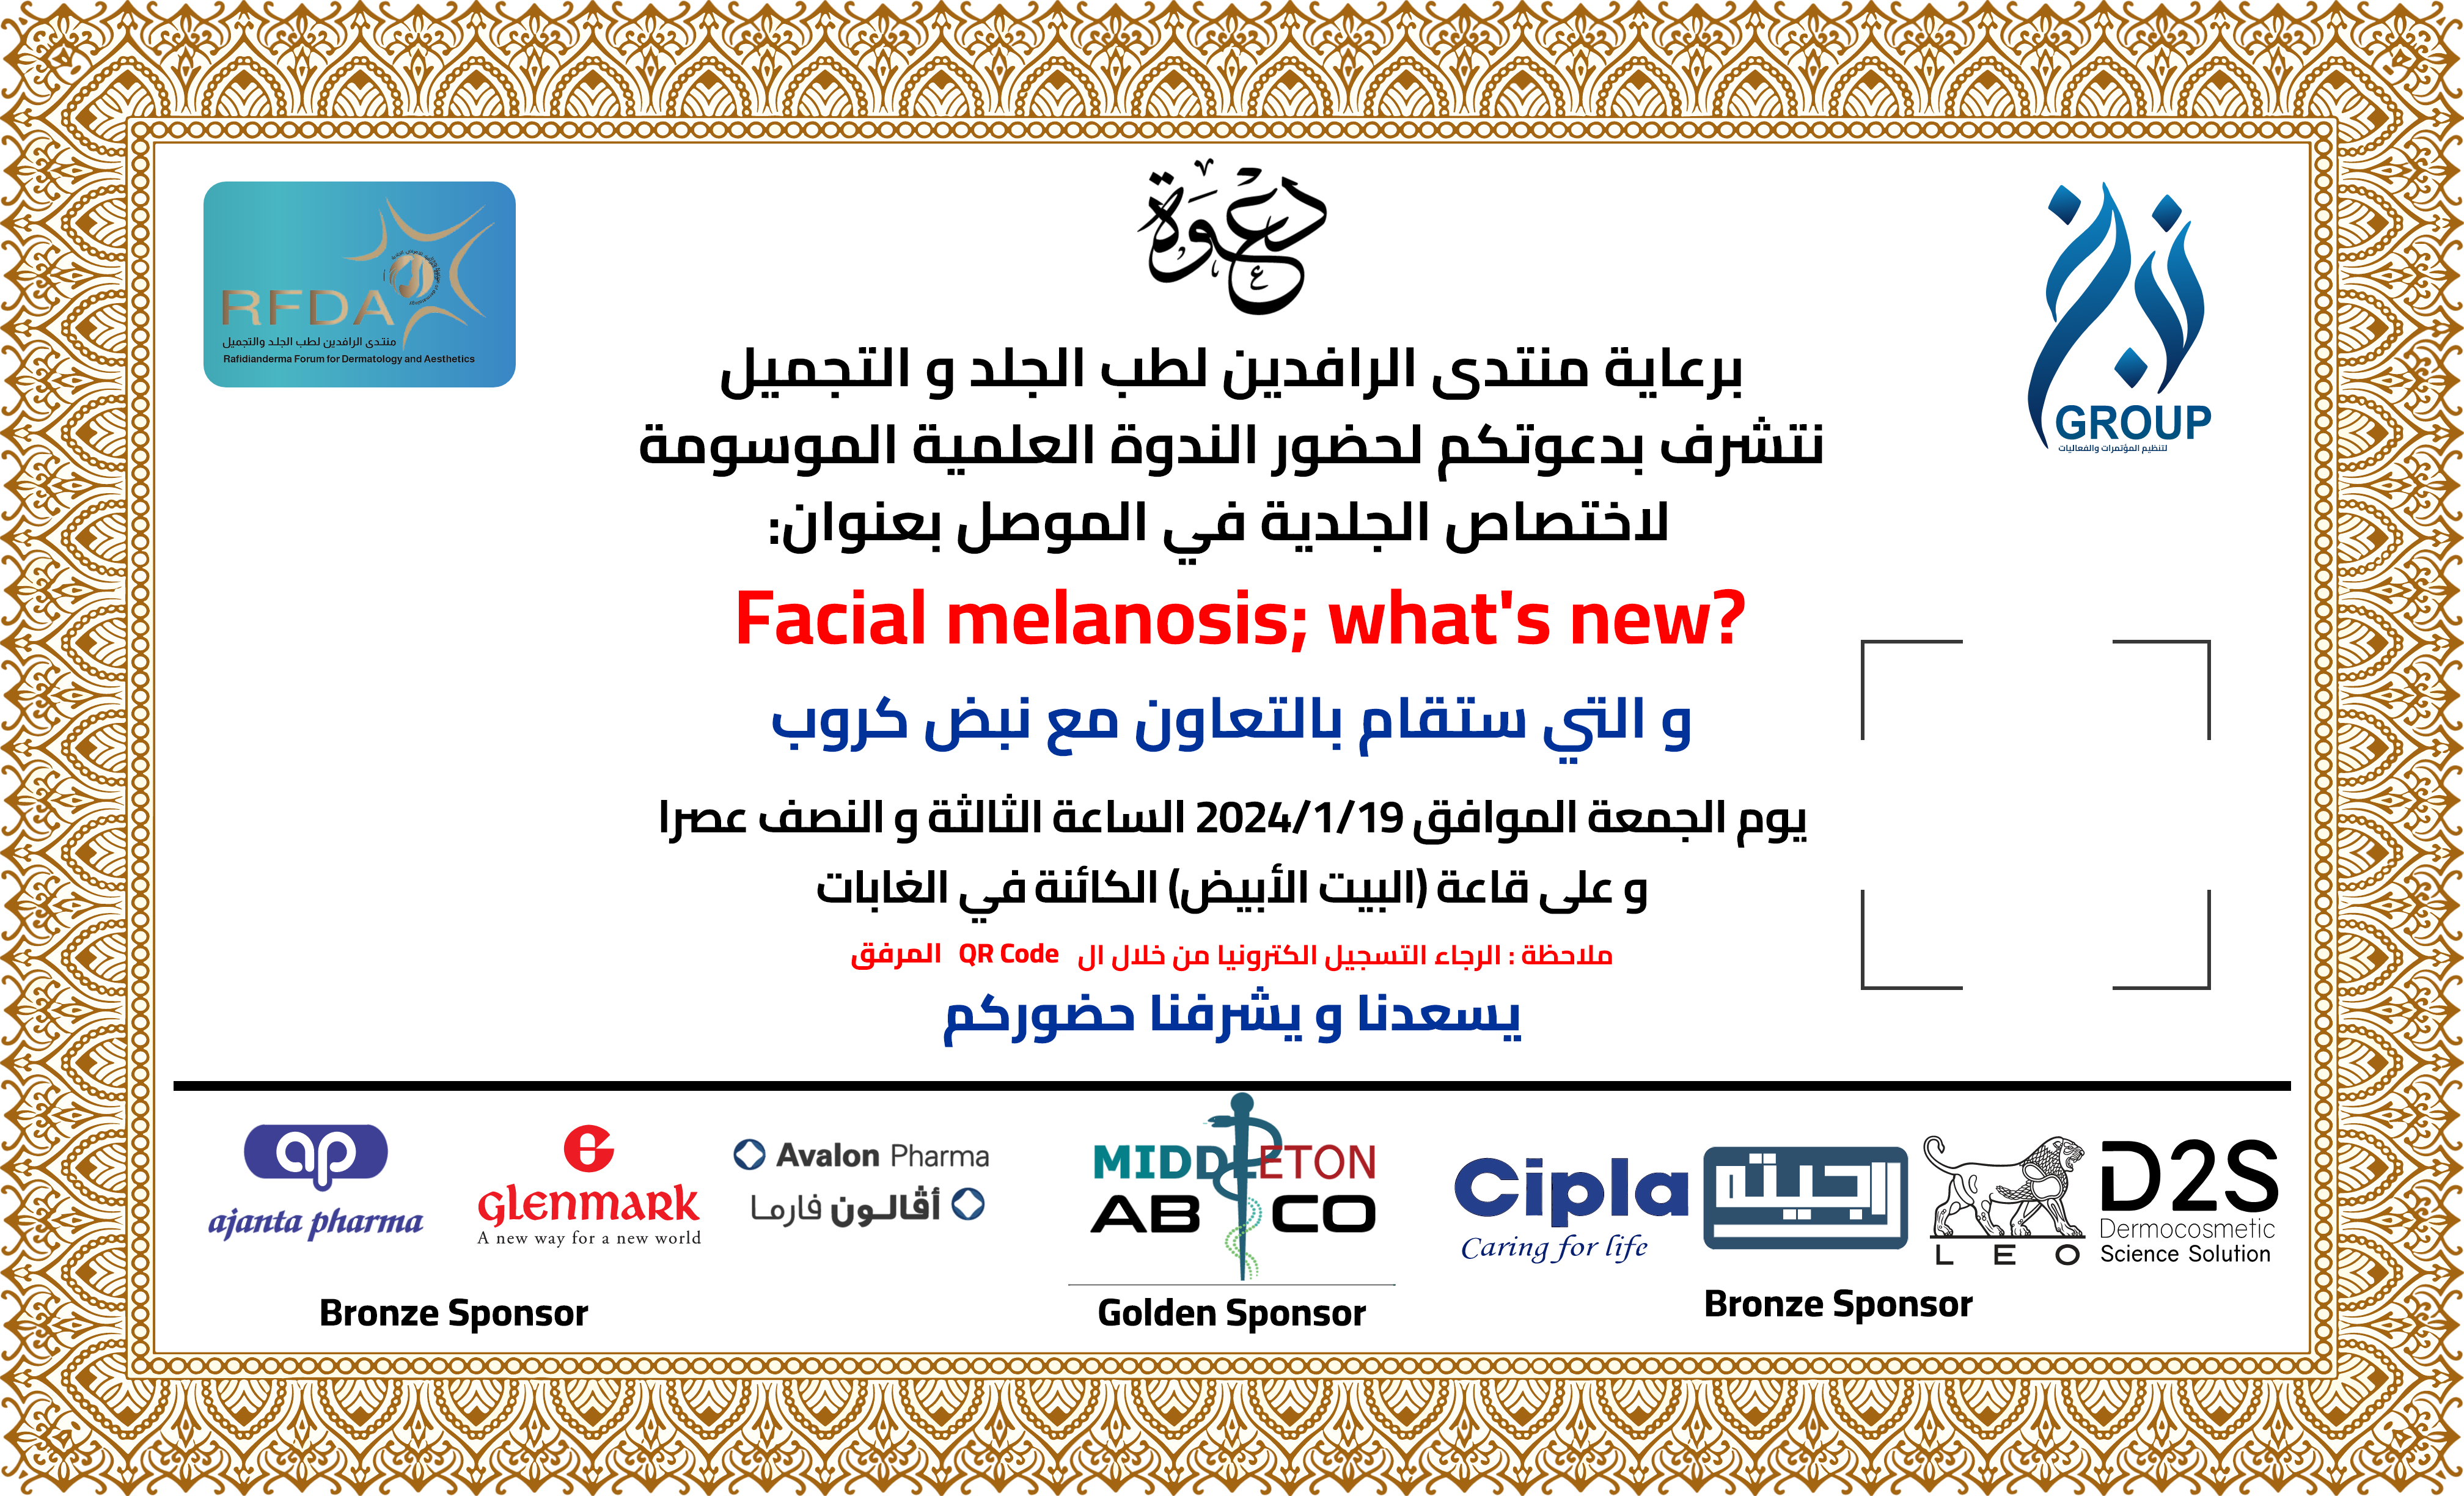 دعوة
RFDA
منتدى الرافدين لطب الجلد والتجميل
Rafidianderma Forum for Dermatology and Aesthetics
نبض
GROUP
لتنظيم المؤتمرات والفعاليات
برعاية منتدى الرافدين لطب الجلد و التجميل
نتشرف بدعوتكم لحضور الندوة العلمية الموسومة
لاختصاص الجلدية في الموصل بعنوان:
Facial melanosis; what's new?
و التي ستقام بالتعاون مع نبض كروب
يوم الجمعة الموافق 2024/1/19 الساعة الثالثة و النصف عصرا
و على قاعة (البيت الأبيض) الكائنة في الغابات
ملاحظة : الرجاء التسجيل الكترونيا من خلال ال QR Code المرفق
يسعدنا و يشرفنا حضوركم
ap
ajanta pharma
Glenmark
A new way for a new world
Avalon Pharma
أڤالون فارما
MIDDLETON
AB CO
Cipla
Caring for life
LEO
D2S
Dermocosmetic
Science Solution
Bronze Sponsor
Golden Sponsor
Bronze Sponsor